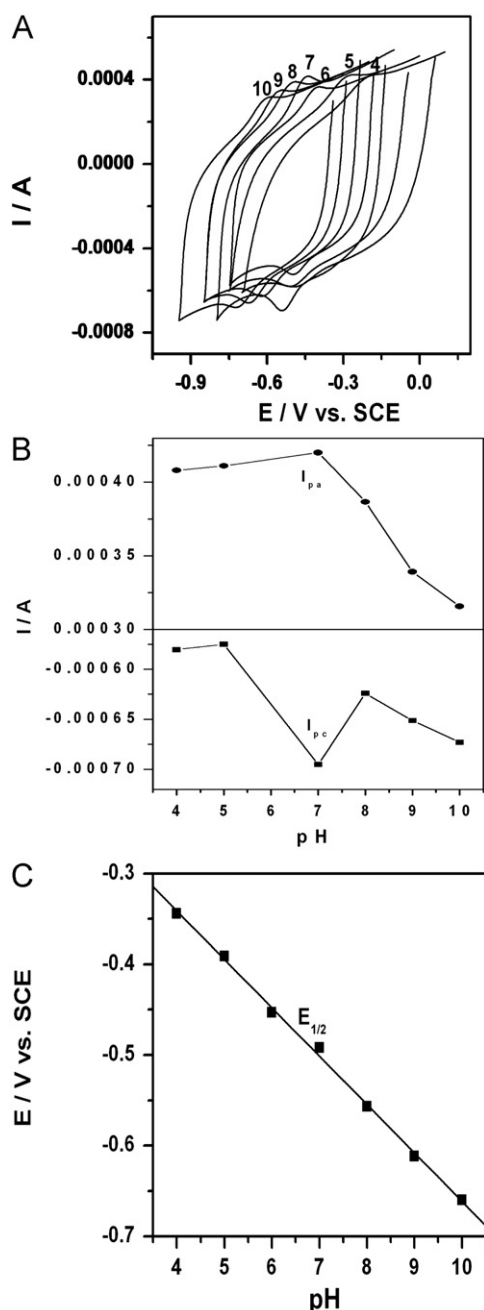 A
10 9 8 7 6 5 4
0.0004
0.0000
-0.0004
-0.0008
I / A
-0.9 -0.6 -0.3 0.0
E / V vs. SCE
B
0.00040
0.00035
0.00030
-0.00060
-0.00065
-0.00070
I / A
I p a
I p c
4 5 6 7 8 9 10
p H
C
-0.3
-0.4
-0.5
-0.6
-0.7
E / V vs. SCE
E1/2
4 5 6 7 8 9 10
pH